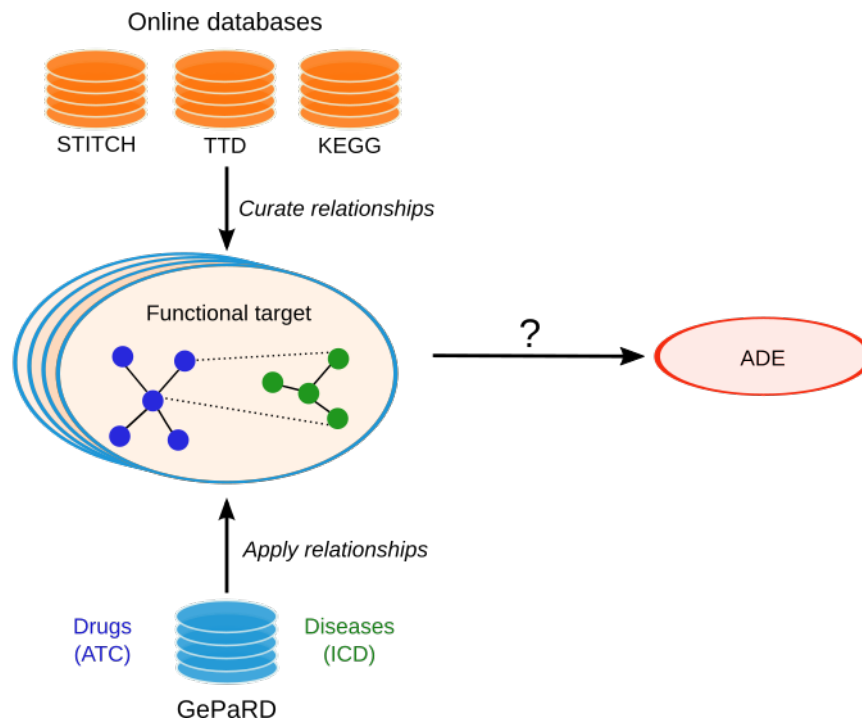 Online databases
STITCH
TTD
KEGG
Curate relationships
Functional target
?
ADE
Apply relationships
Drugs
(ATC)
Diseases
(ICD)
GePaRD